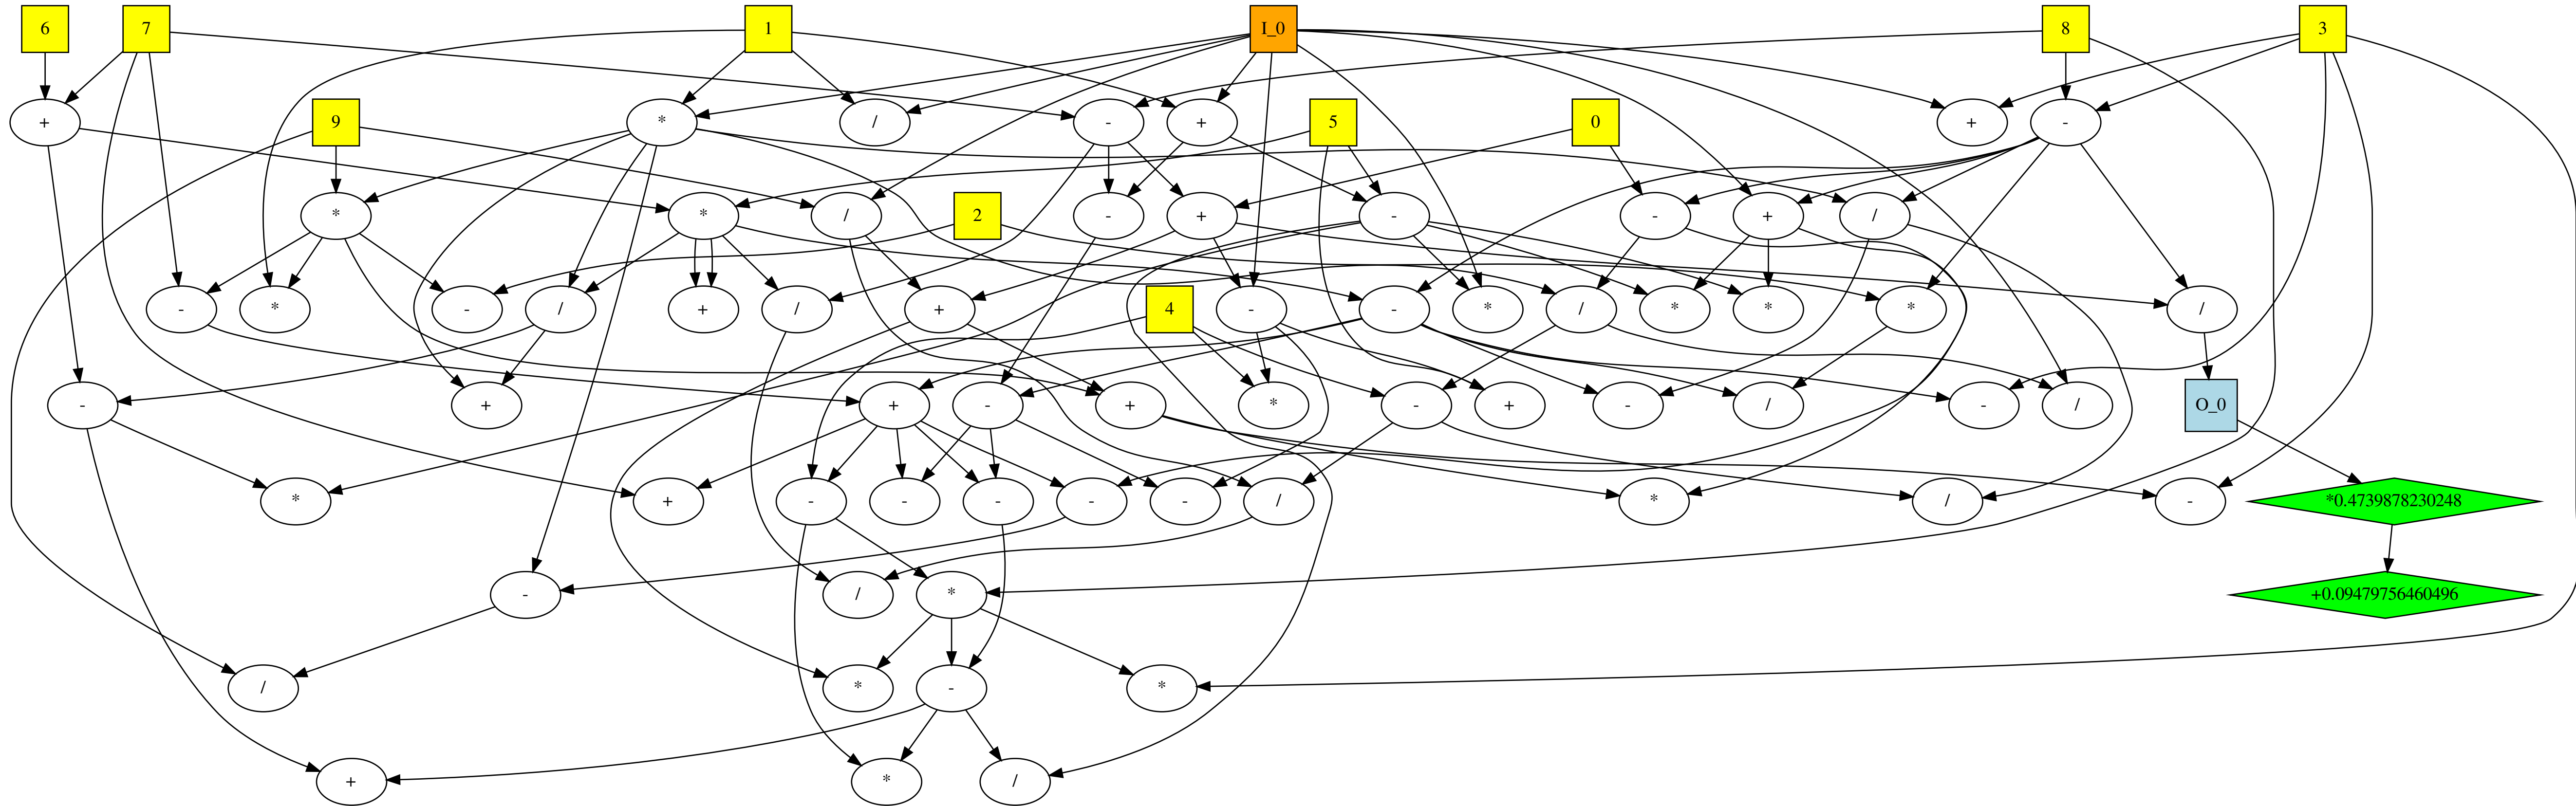 6 7 1 I_0 8 3
+ 9 * / - + 5 0 + -
* * / 2 - + - - + /
- * - / + / + 4 - - * / * * * /
- + + - + * - + - / - / O_0
* + - - - - - / * / - *0.4739878230248
- / * +0.09479756460496
/ * - *
+ * /